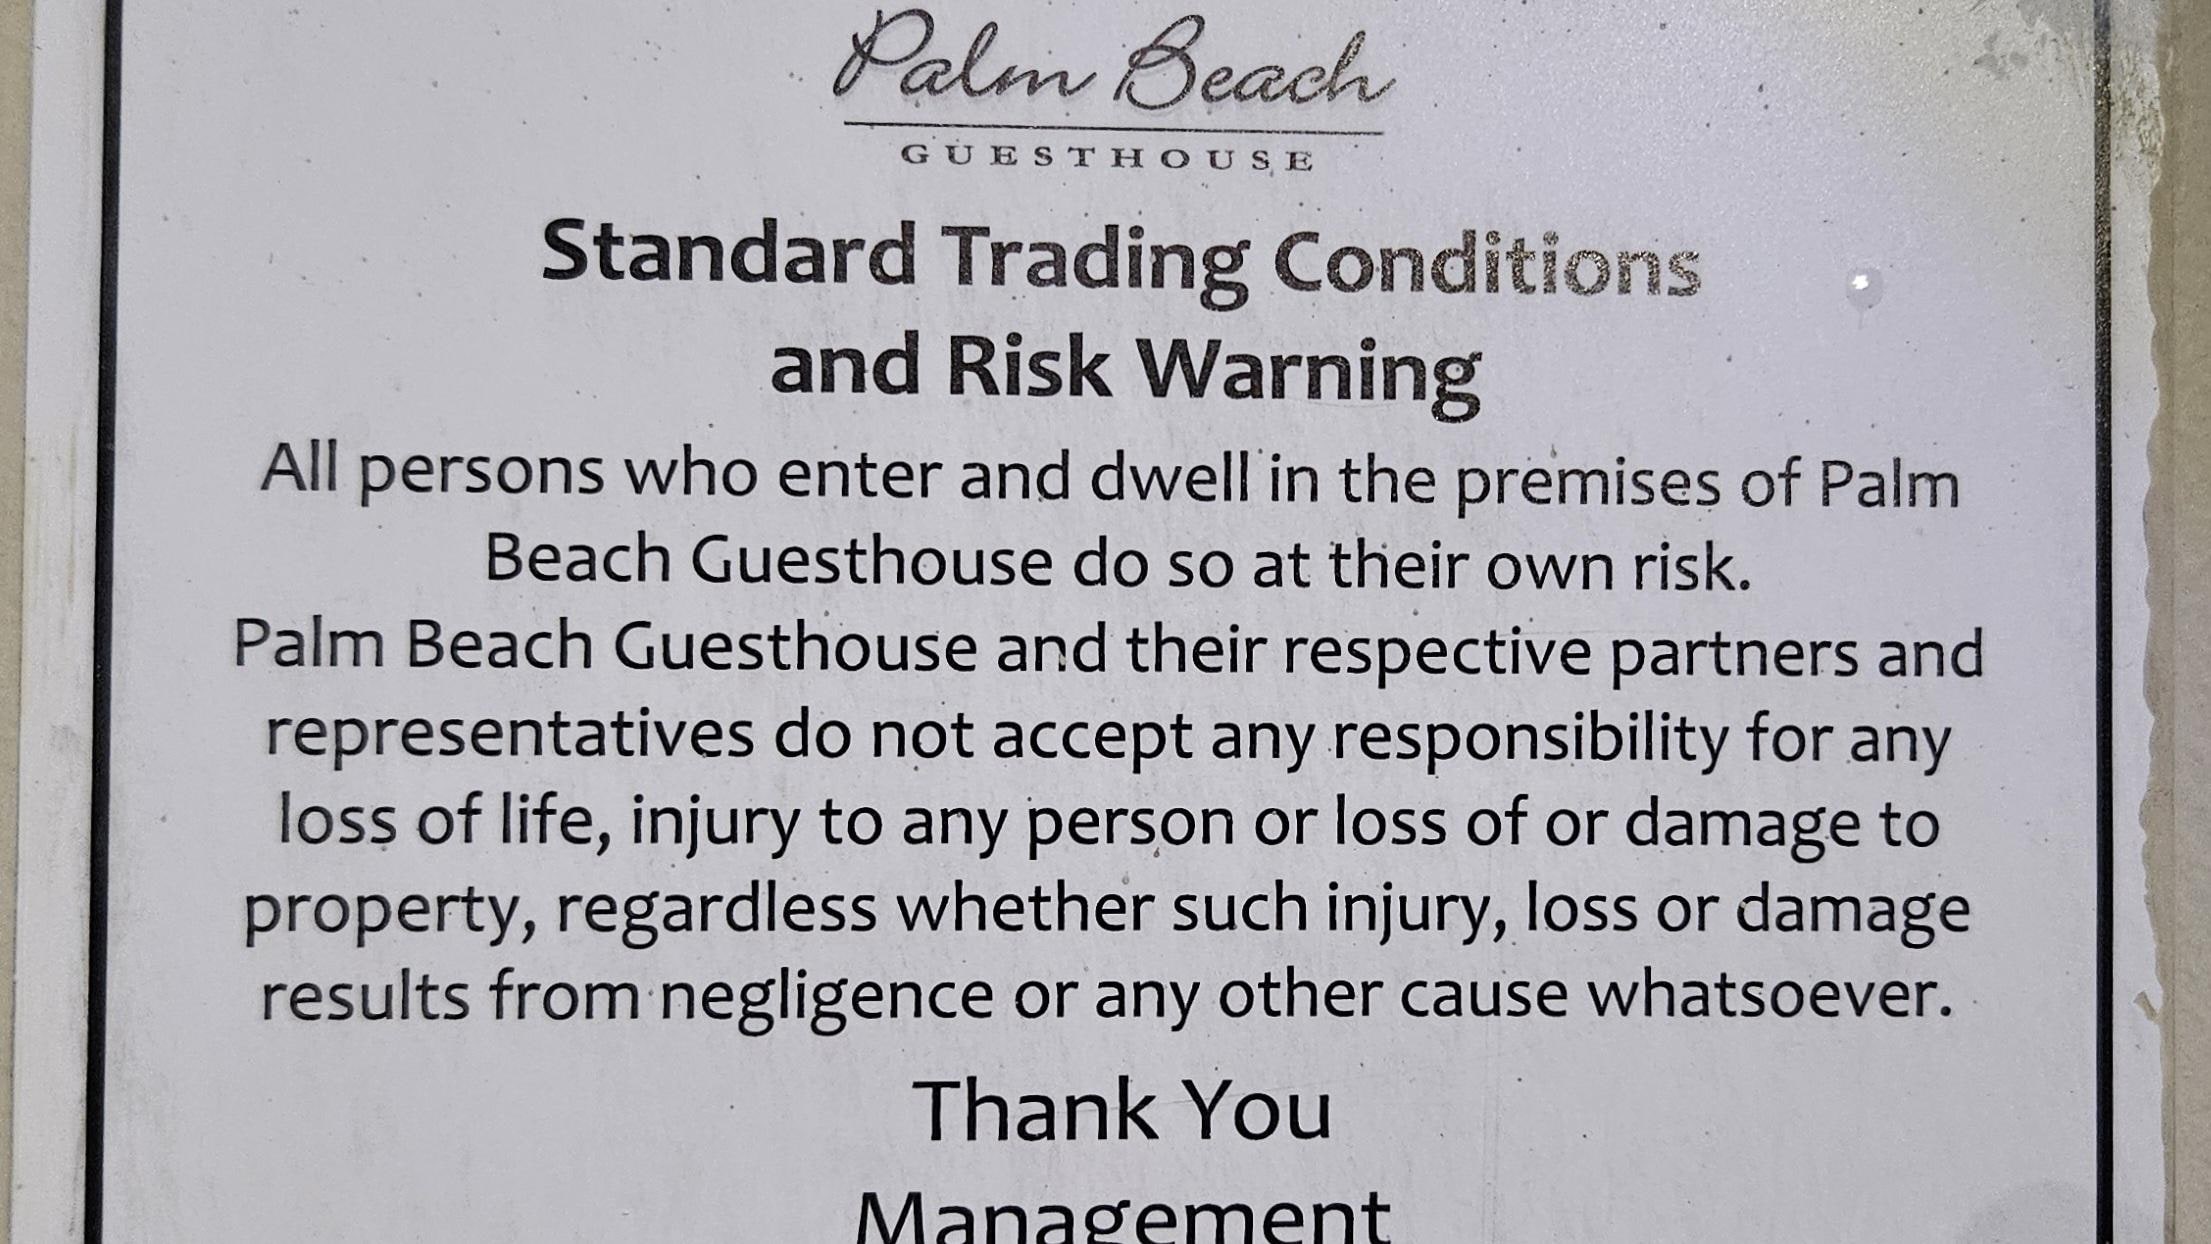 Palm Beach
GUESTHOUSE
Standard Trading Conditions
and Risk Warning
All persons who enter and dwell in the premises of Palm
Beach Guesthouse do so at their own risk.
Palm Beach Guesthouse and their respective partners and
representatives do not accept any responsibility for any
loss of life, injury to any person or loss of or damage to
property, regardless whether such injury, loss or damage
results from negligence or any other cause whatsoever.
Thank You
Management